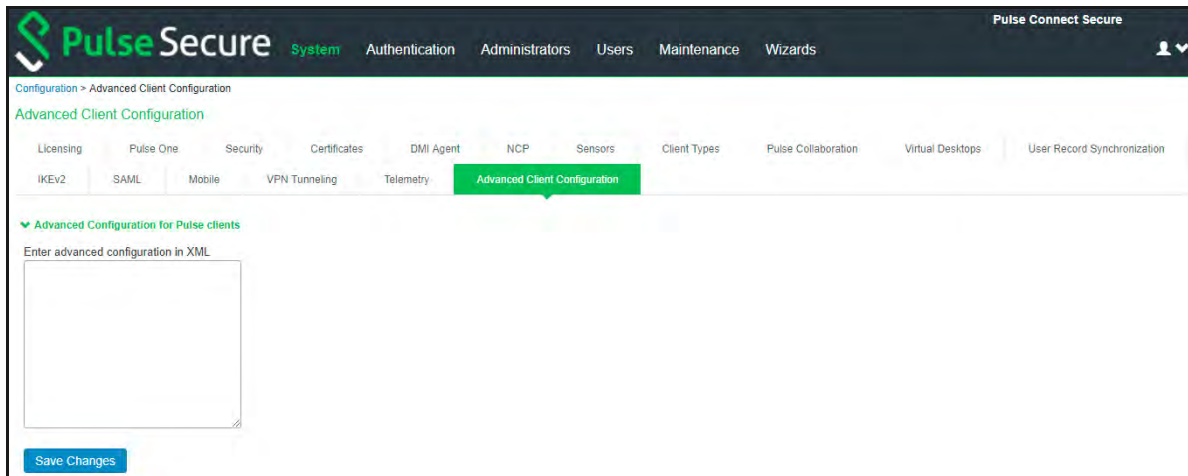 Pulse Connect Secure
Pulse Secure System Authentication Administrators Users Maintenance Wizards
Configuration > Advanced Client Configuration
Advanced Client Configuration
Licensing Pulse One Security Certificates DMI Agent NCP Sensors Client Types Pulse Collaboration Virtual Desktops User Record Synchronization
IKEv2 SAML Mobile VPN Tunneling Telemetry Advanced Client Configuration
Advanced Configuration for Pulse clients
Enter advanced configuration in XML
Save Changes